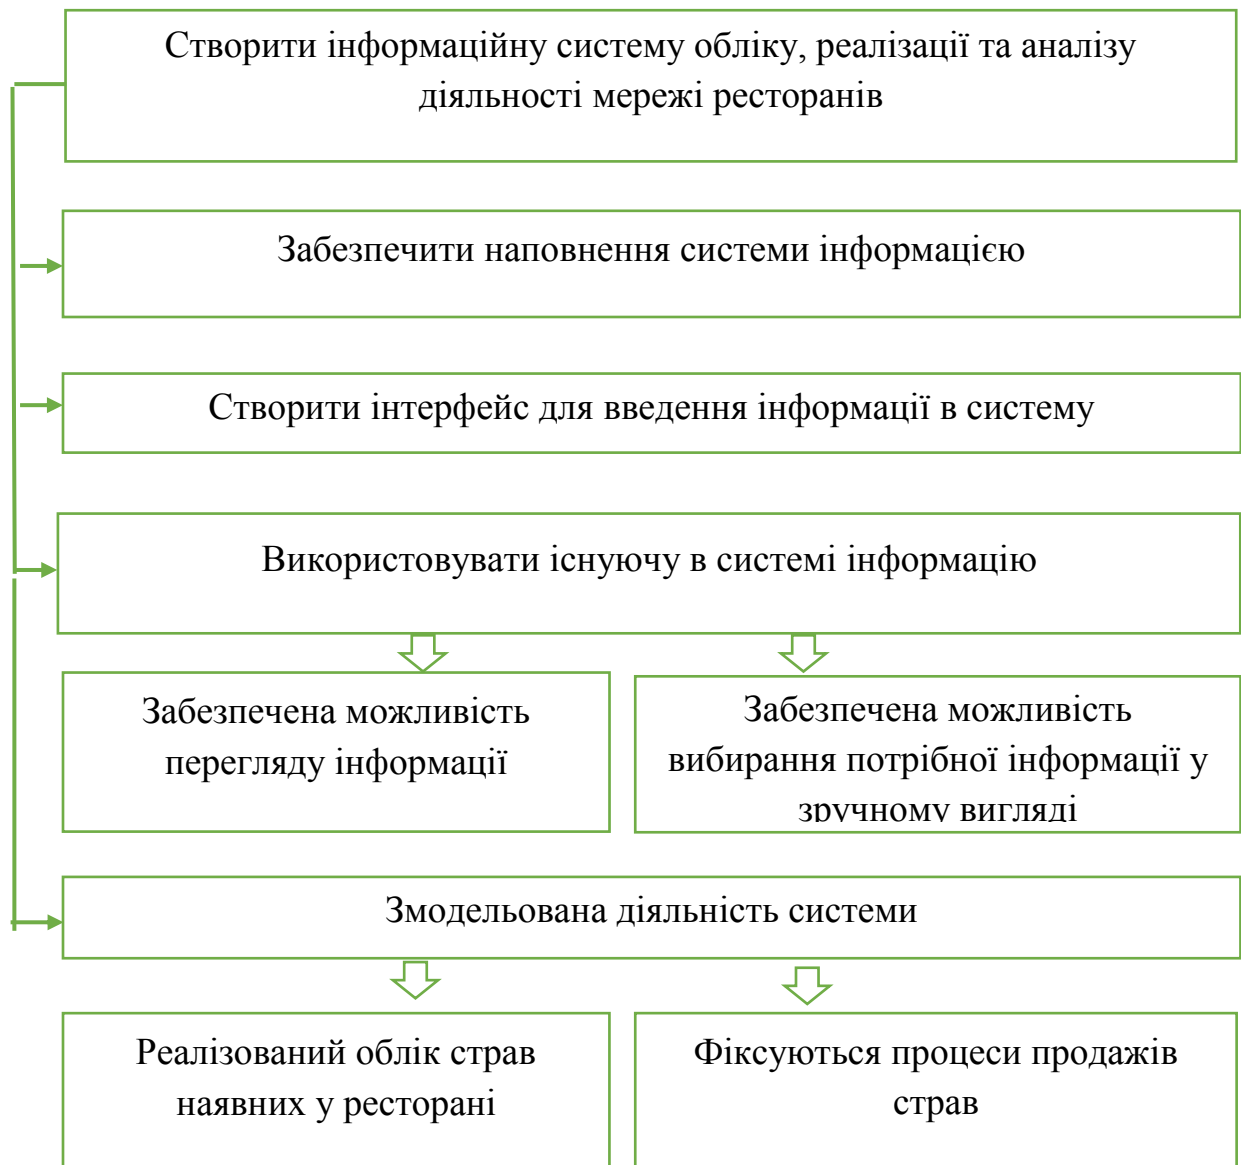 Створити інформаційну систему обліку, реалізації та аналізу
діяльності мережі ресторанів
Забезпечити наповнення системи інформацією
Створити інтерфейс для введення інформації в систему
Використовувати існуючу в системі інформацію
Забезпечена можливість
перегляду інформації
Забезпечена можливість
вибирання потрібної інформації у
зручному вигляді
Змодельована діяльність системи
Реалізований облік страв
наявних у ресторані
Фіксуються процеси продажів
страв